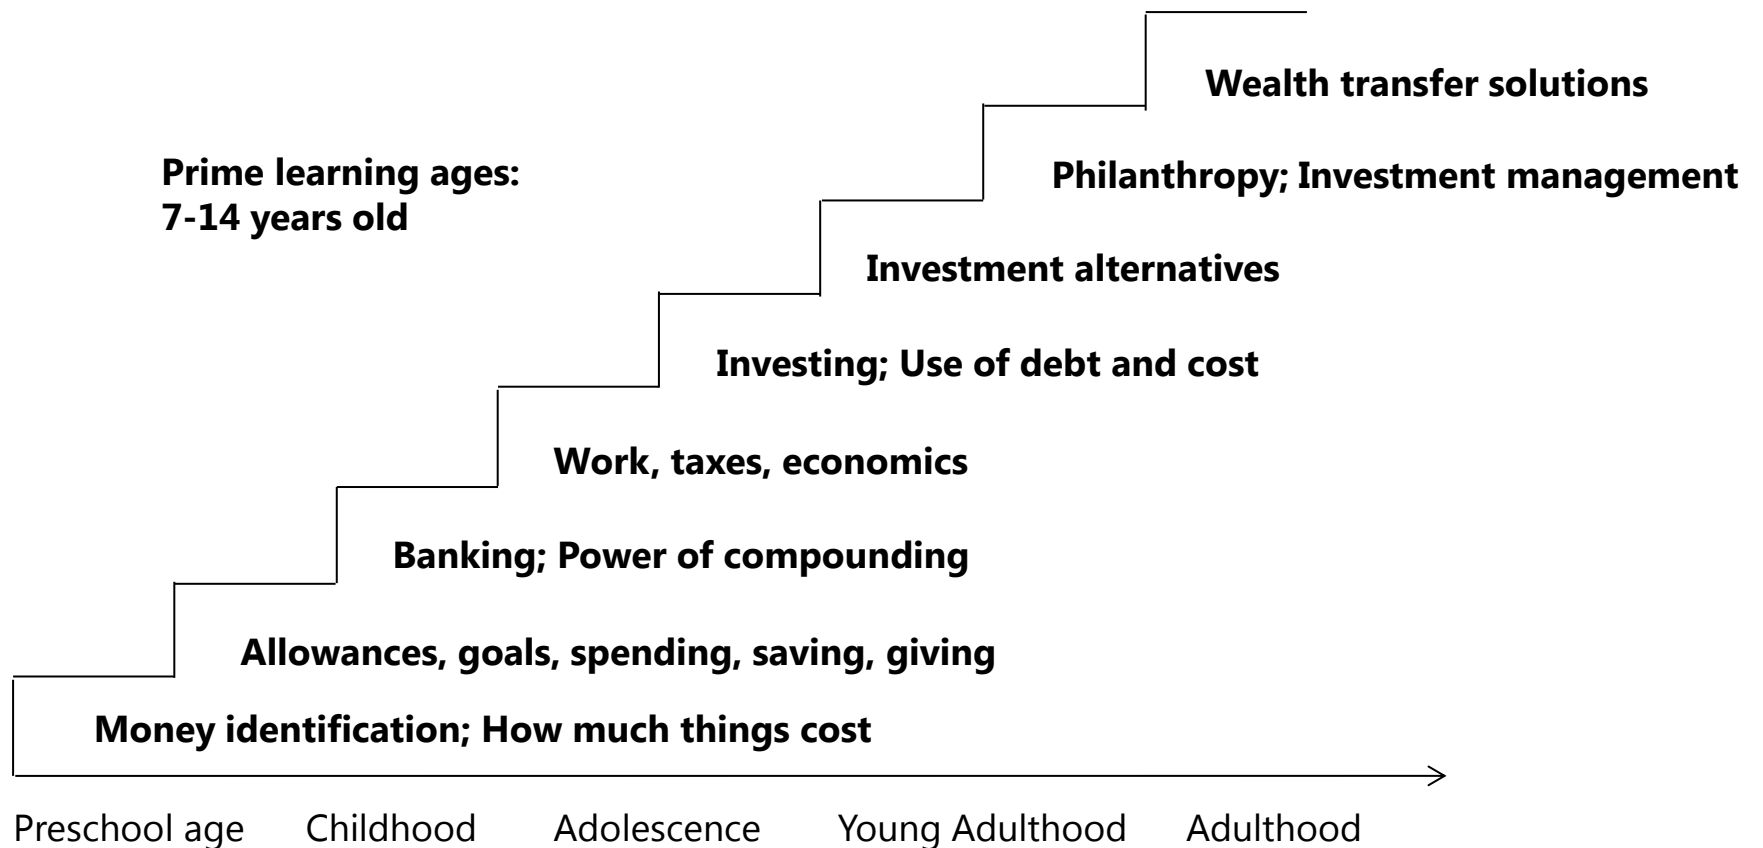 Wealth transfer solutions
Prime learning ages:
7-14 years old
Philanthropy; Investment management
Investment alternatives
Investing; Use of debt and cost
Work, taxes, economics
Banking; Power of compounding
Allowances, goals, spending, saving, giving
Money identification; How much things cost
Preschool age Childhood Adolescence Young Adulthood Adulthood